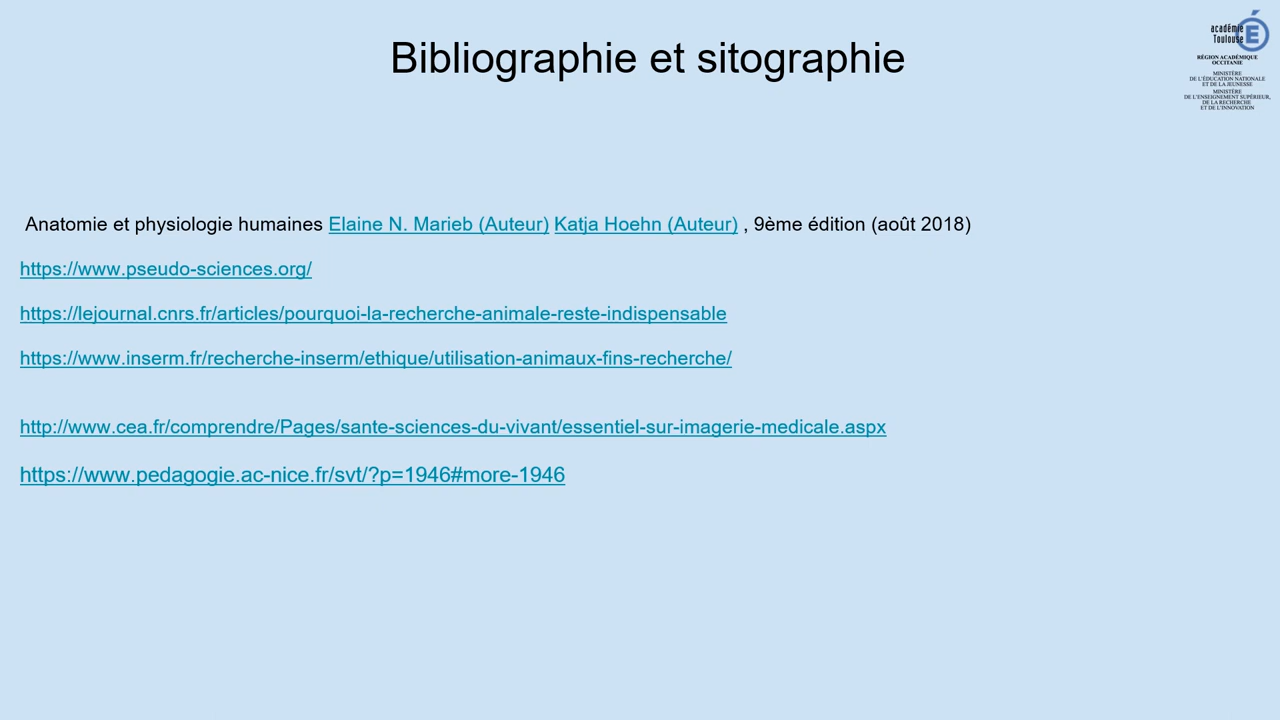 Bibliographie et sitographie
académie
Toulouse
RÉGION ACADÉMIQUE
OCCITANIE
MINISTÈRE
DE L'ÉDUCATION NATIONALE
ET DE LA JEUNESSE
MINISTÈRE
DE L'ENSEIGNEMENT SUPÉRIEUR,
DE LA RECHERCHE
ET DE L'INNOVATION
Anatomie et physiologie humaines Elaine N. Marieb (Auteur) Katja Hoehn (Auteur) , 9ème édition (août 2018)
https://www.pseudo-sciences.org/
https://lejournal.cnrs.fr/articles/pourquoi-la-recherche-animale-reste-indispensable
https://www.inserm.fr/recherche-inserm/ethique/utilisation-animaux-fins-recherche/
http://www.cea.fr/comprendre/Pages/sante-sciences-du-vivant/essentiel-sur-imagerie-medicale.aspx
https://www.pedagogie.ac-nice.fr/svt/?p=1946#more-1946